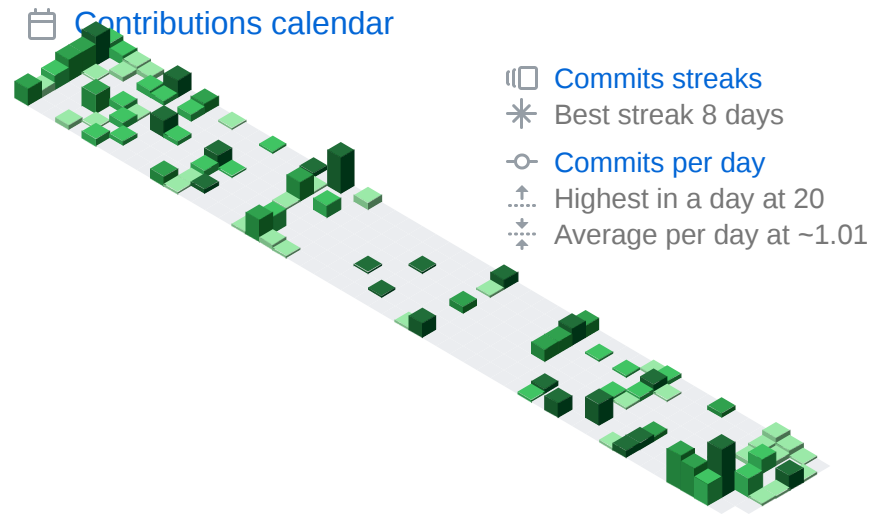 Contributions calendar
Commits streaks
Best streak 8 days
Commits per day
Highest in a day at 20
Average per day at ~1.01